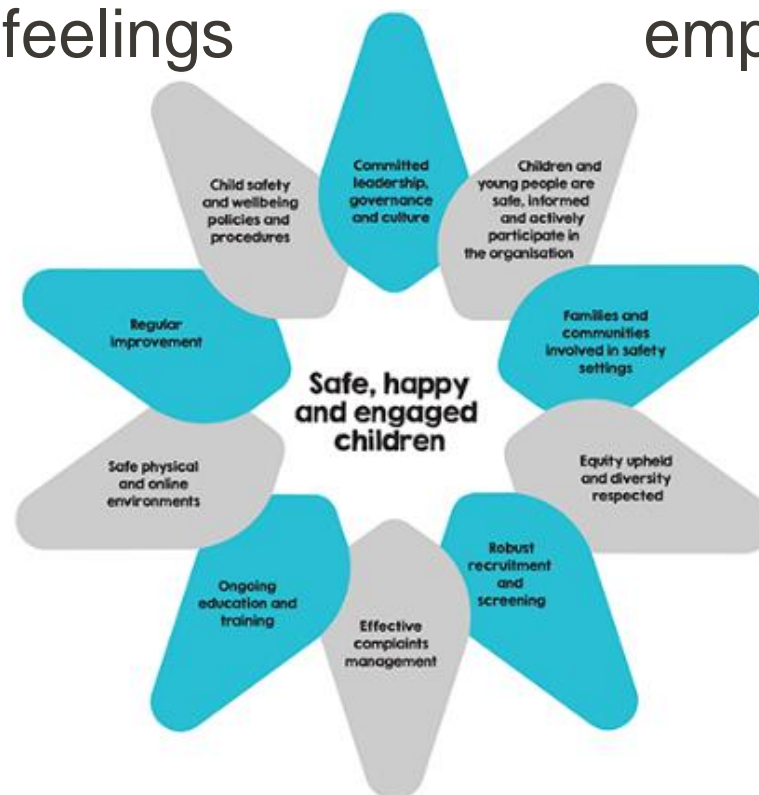 feelings
emp
Committed
leadership,
governance
and culture
Children and
young people are
safe, informed
and actively
participate in
the organisation
Families and
communities
involved in safety
settings
Equity upheld
and diversity
respected
Robust
recruitment
and
screening
Effective
complaints
management
Ongoing
education and
training
Safe physical
and online
environments
Regular
improvement
Child safety
and wellbeing
policies and
procedures
Safe, happy
and engaged
children